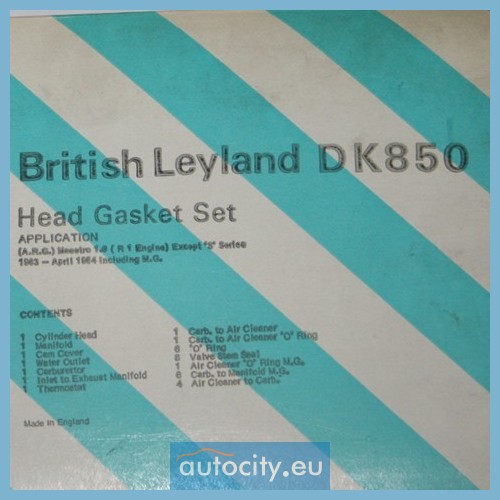 British Leyland DK850
Head Gasket Set
APPLICATION
(A.R.G.) Maestro 1.6 ( R 1 Engine) Except "S" Series
1983 — April 1984 Including M.G.
CONTENTS
1 Cylinder Head
1 Manifold
1 Cam Cover
1 Water Outlet
1 Carburettor
1 Inlet to Exhaust Manifold
1 Thermostat
1 Carb. to Air Cleaner
1 Carb. to Air Cleaner "O" Ring
6 "O" Ring
8 Valve Stem Seal
1 Air Cleaner "O" Ring M.G.
6 Carb. to Manifold M.G.
4 Air Cleaner to Carb.
Made in England
autocity.eu